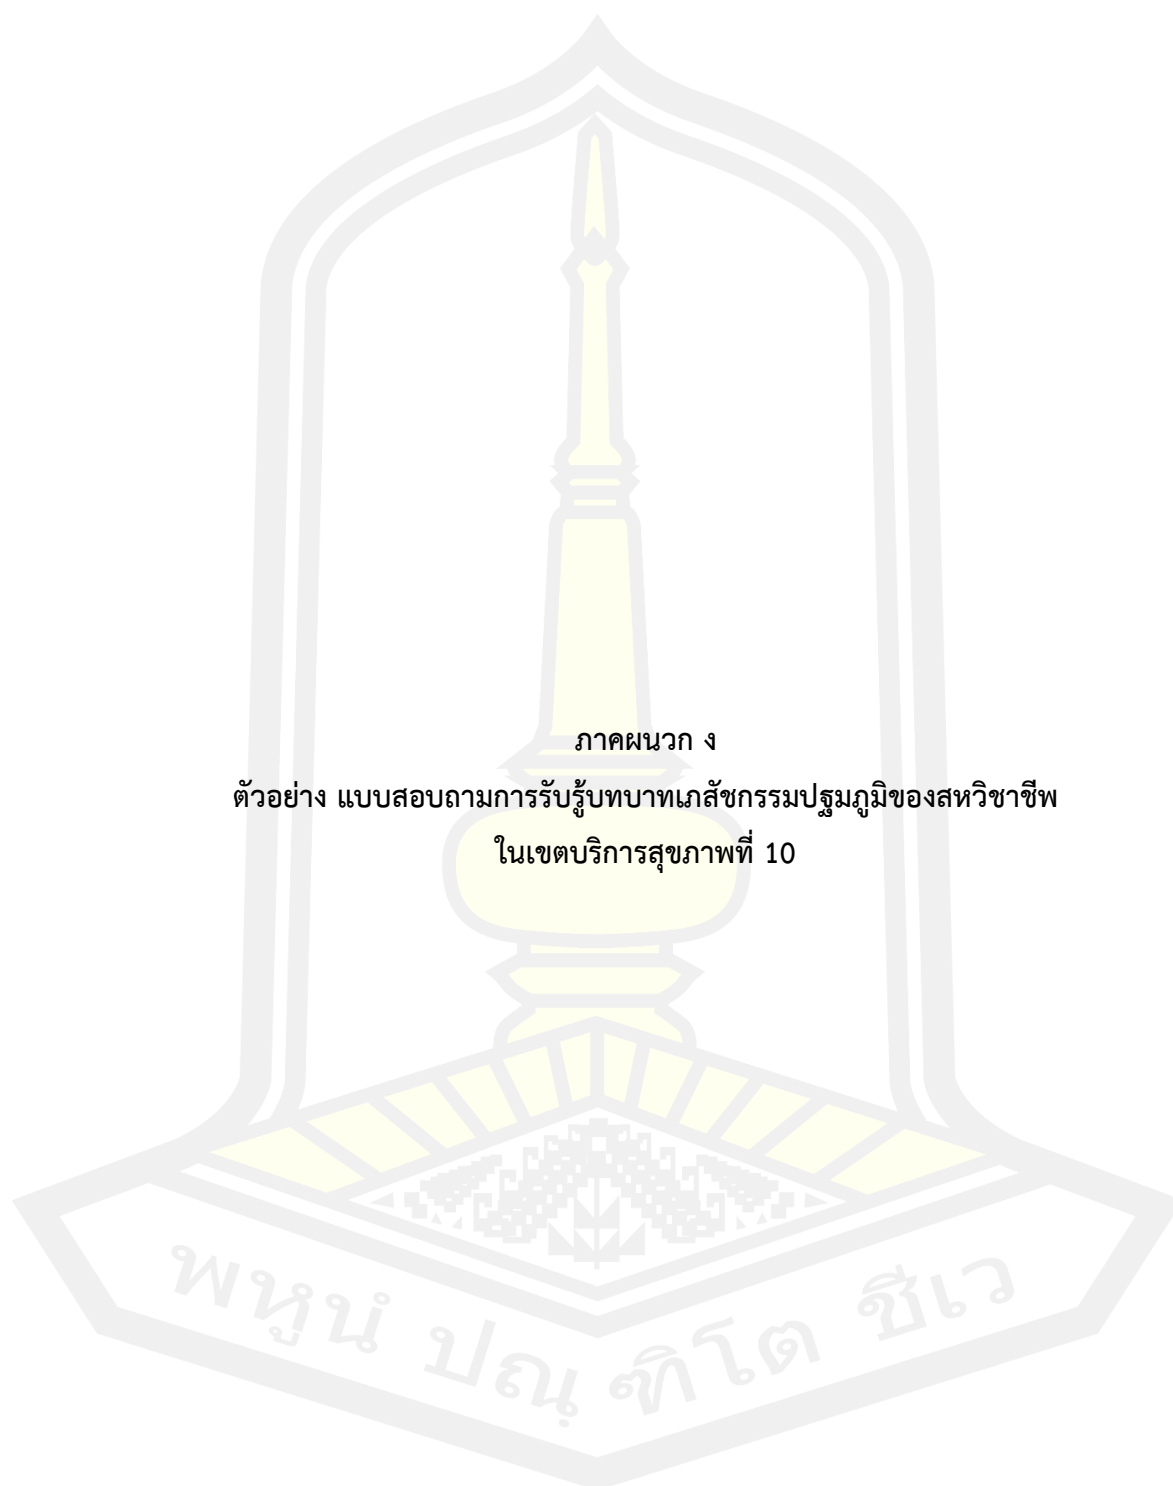 ภาคผนวก ง
ตัวอย่าง แบบสอบถามการรับรู้บทบาทเภสัชกรรมปฐมภูมิของสหวิชาชีพ
ในเขตบริการสุขภาพที่ 10
พหูนํ ปณฺ ฑิโต ชีเว